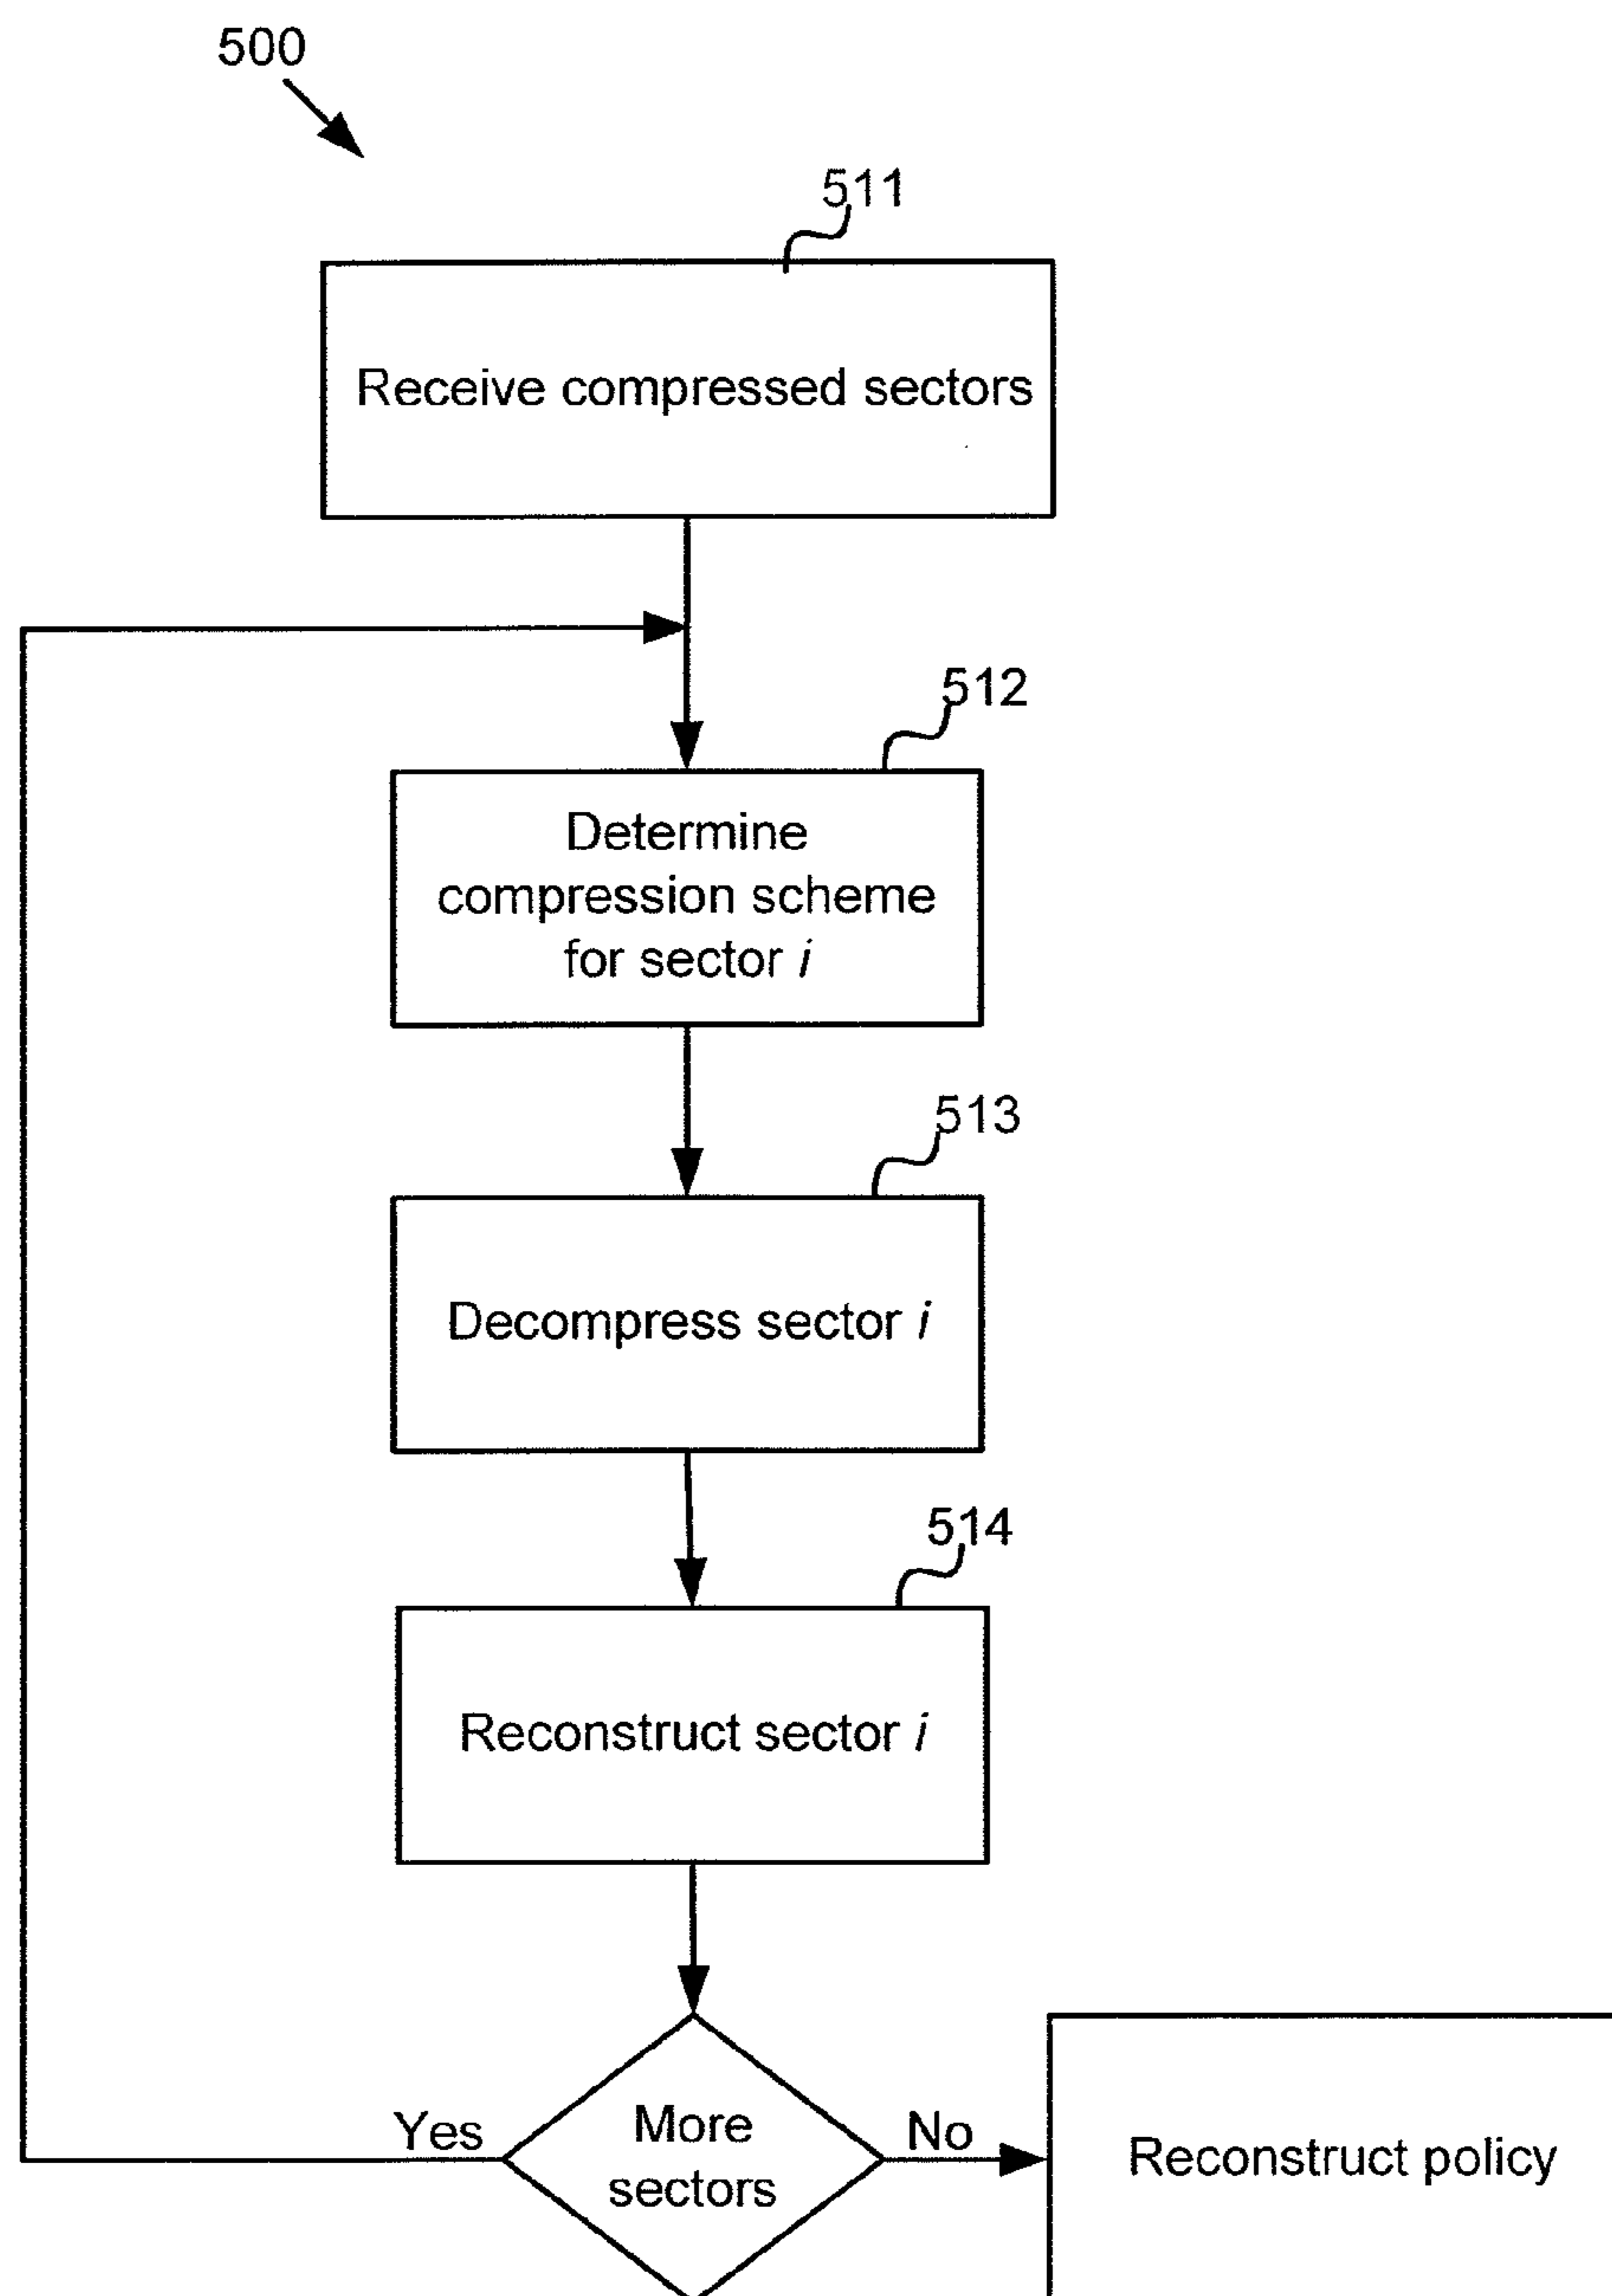 500
511
Receive compressed sectors
512
Determine
compression scheme
for sector i
513
Decompress sector i
514
Reconstruct sector i
Yes
More
sectors
No
Reconstruct policy